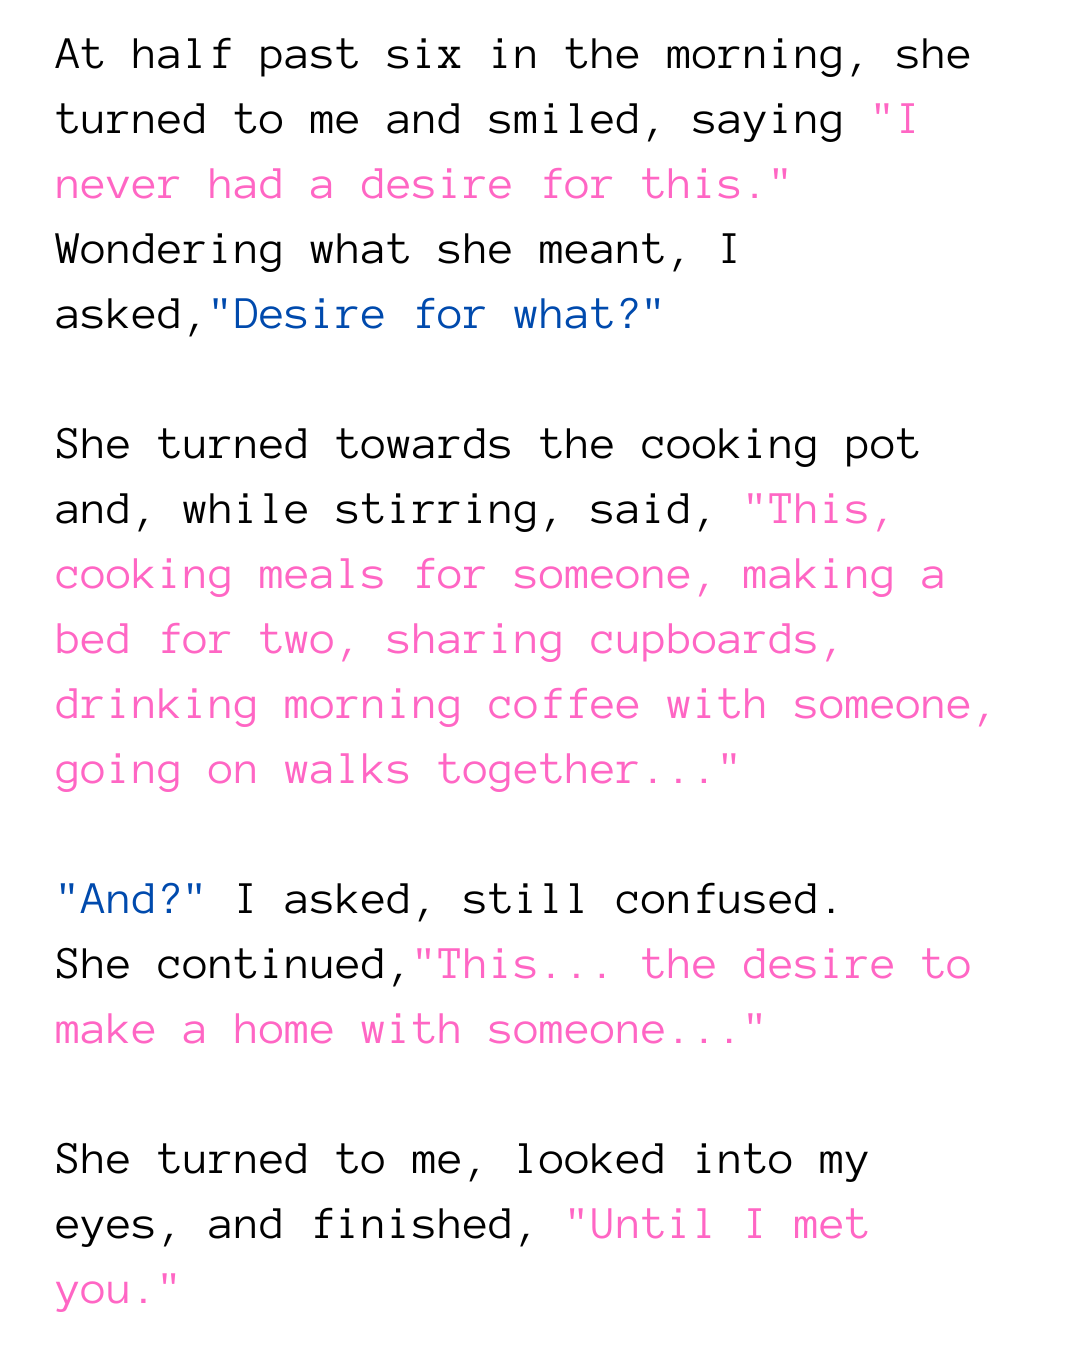 At half past six in the morning, she
turned to me and smiled, saying "I
never had a desire for this."
Wondering what she meant, I
asked,"Desire for what?"
She turned towards the cooking pot
and, while stirring, said, "This,
cooking meals for someone, making a
bed for two, sharing cupboards,
drinking morning coffee with someone,
going on walks together..."
"And?" I asked, still confused.
She continued,"This... the desire to
make a home with someone..."
She turned to me, looked into my
eyes, and finished, "Until I met
you."